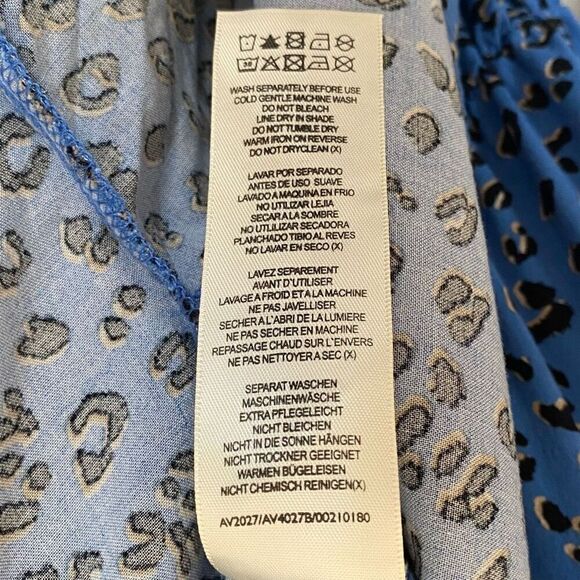 30
WASH SEPARATELY BEFORE USE
COLD GENTLE MACHINE WASH
DO NOT BLEACH
LINE DRY IN SHADE
DO NOT TUMBLE DRY
WARM IRON ON REVERSE
DO NOT DRYCLEAN (X)
LAVAR POR SEPARADO
ANTES DE USO SUAVE
LAVADO A MAQUINA EN FRIO
NO UTILIZAR LEJIA
SECAR A LA SOMBRE
NO UTILIZAR SECADORA
PLANCHADO TIBIO AL REVES
NO LAVAR EN SECO (X)
LAVEZ SEPAREMENT
AVANT D'UTILISER
LAVAGE A FROID ET A LA MACHINE
NE PAS JAVELLISER
SECHER A L'ABRI DE LA LUMIERE
NE PAS SECHER EN MACHINE
REPASSAGE CHAUD SUR L'ENVERS
NE PAS NETTOYER A SEC (X)
SEPARAT WASCHEN
MASCHINENWÄSCHE
EXTRA PFLEGELEICHT
NICHT BLEICHEN
NICHT IN DIE SONNE HÄNGEN
NICHT TROCKNER GEEIGNET
WARMEN BÜGELEISEN
NICHT CHEMISCH REINIGEN(X)
AV2027/AV4027B/00210180